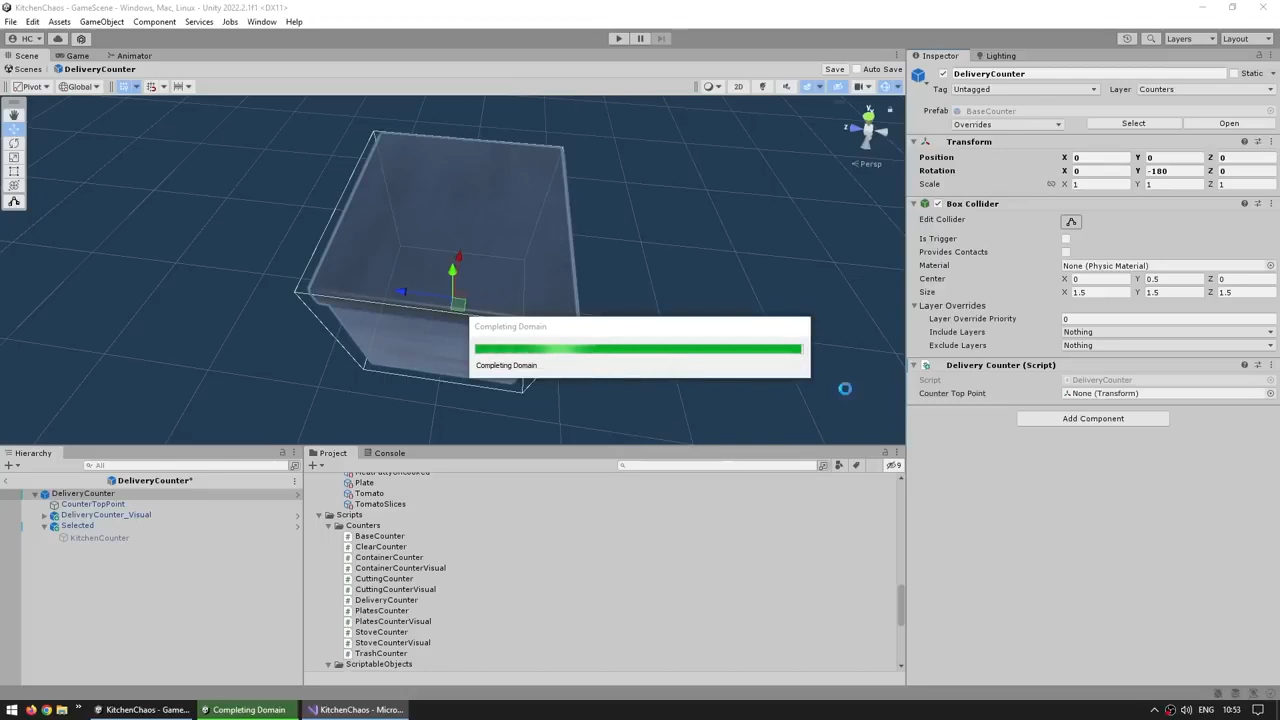 KitchenChaos - GameScene - Windows, Mac, Linux - Unity 2022.2.1f1 <DX11>
File Edit Assets GameObject Component Services Jobs Window Help
HC Layers Layout
Scene Game Animator Inspector Lighting
Scenes DeliveryCounter Save Auto Save
DeliveryCounter Static
Pivot Global 2D
Tag Untagged Layer Counters
Prefab BaseCounter
Overrides Select Open
Transform
Position X 0 Y 0 Z 0
Rotation X 0 Y -180 Z 0
Scale X 1 Y 1 Z 1
Y
Z
Persp
Box Collider
Edit Collider
Is Trigger
Provides Contacts
Material None (Physic Material)
Center X 0 Y 0.5 Z 0
Size X 1.5 Y 1.5 Z 1.5
Layer Overrides
Layer Override Priority 0
Include Layers Nothing
Exclude Layers Nothing
Delivery Counter (Script)
Script DeliveryCounter
Counter Top Point None (Transform)
Add Component
Completing Domain
Completing Domain
Hierarchy
All
DeliveryCounter*
DeliveryCounter
CounterTopPoint
DeliveryCounter_Visual
Selected
KitchenCounter
Project Console
9
MeatPattyUncooked
Plate
Tomato
TomatoSlices
Scripts
Counters
BaseCounter
ClearCounter
ContainerCounter
ContainerCounterVisual
CuttingCounter
CuttingCounterVisual
DeliveryCounter
PlatesCounter
PlatesCounterVisual
StoveCounter
StoveCounterVisual
TrashCounter
ScriptableObjects
KitchenChaos - Game... Completing Domain KitchenChaos - Micro... ENG 10:53